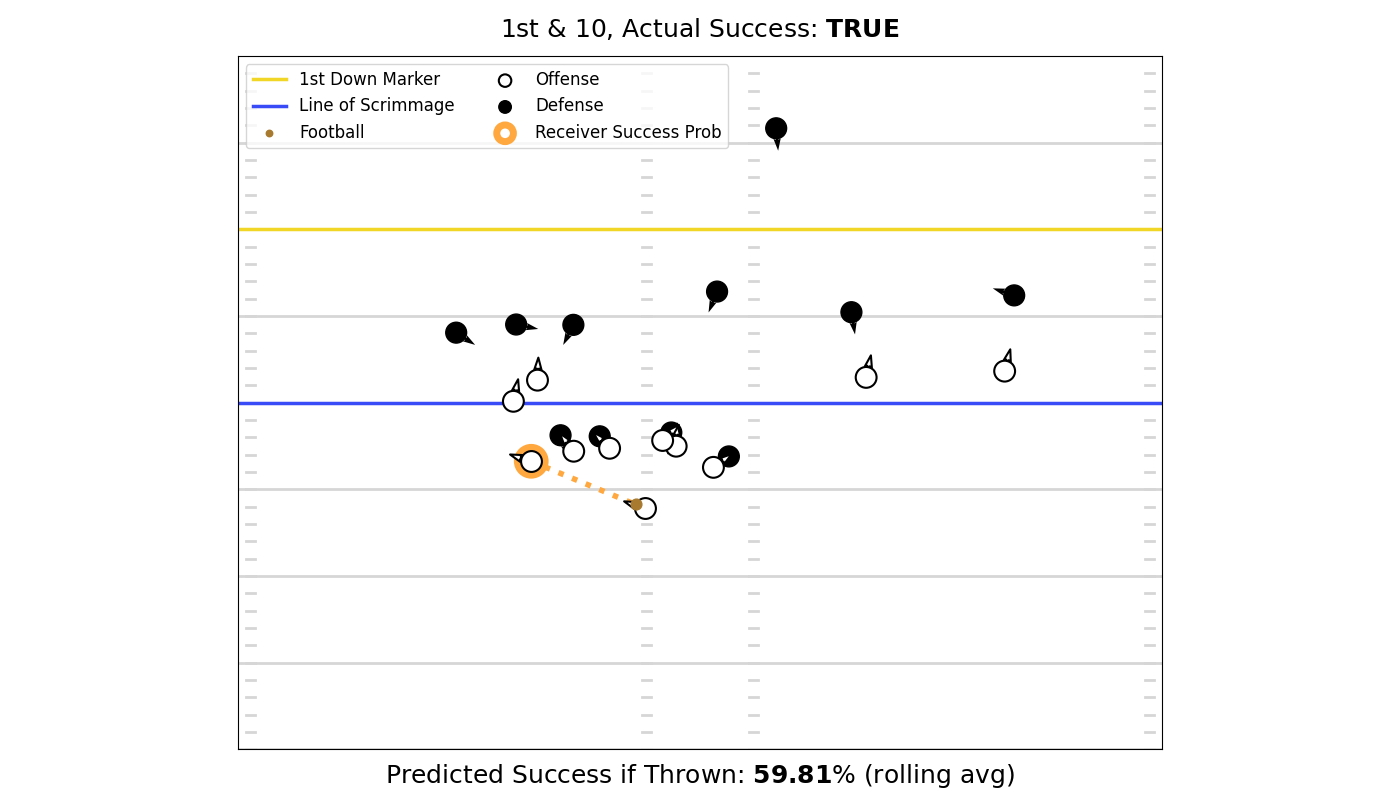 1st & 10, Actual Success: TRUE
1st Down Marker
Line of Scrimmage
Football
Offense
Defense
Receiver Success Prob
Predicted Success if Thrown: 59.81% (rolling avg)